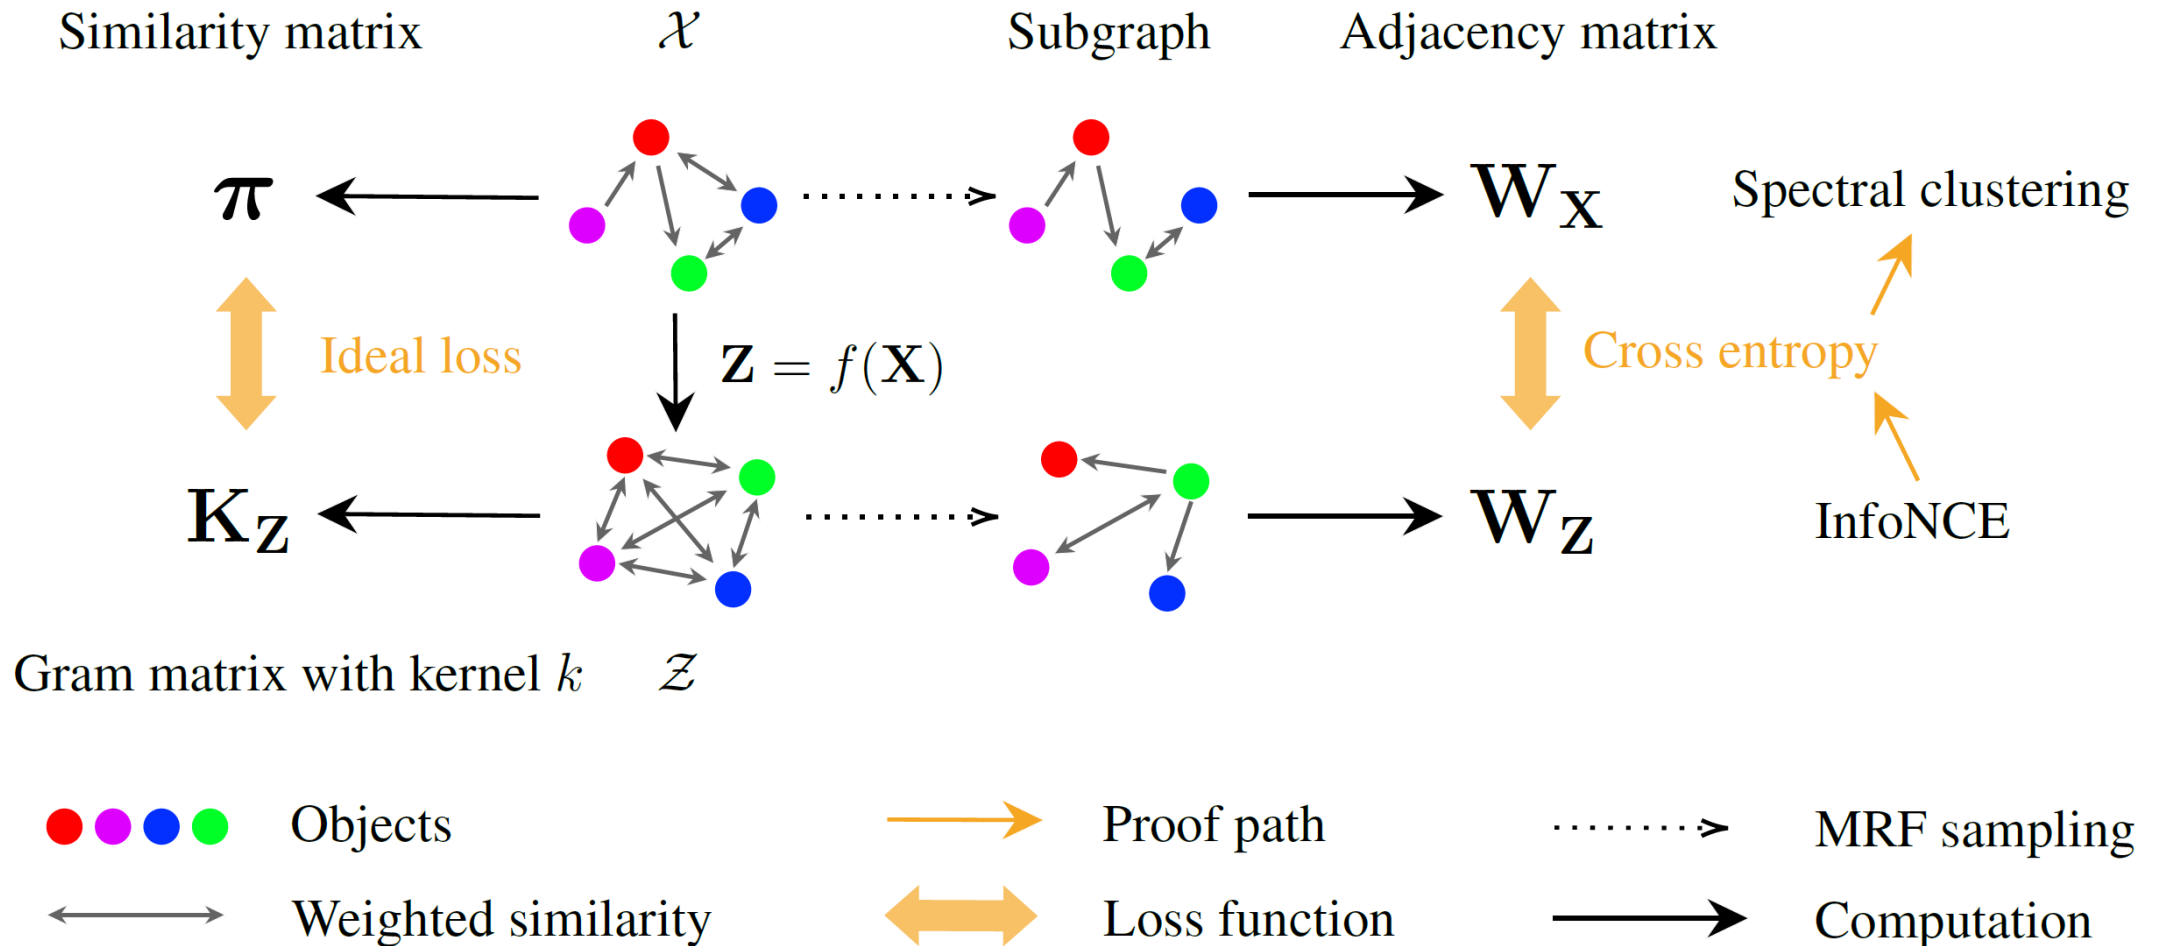 Similarity matrix
𝒳
Subgraph
Adjacency matrix
π
W_X
Spectral clustering
Ideal loss
Z = f(X)
Cross entropy
K_Z
W_Z
InfoNCE
Gram matrix with kernel k
𝒵
Objects
Proof path
MRF sampling
Weighted similarity
Loss function
Computation